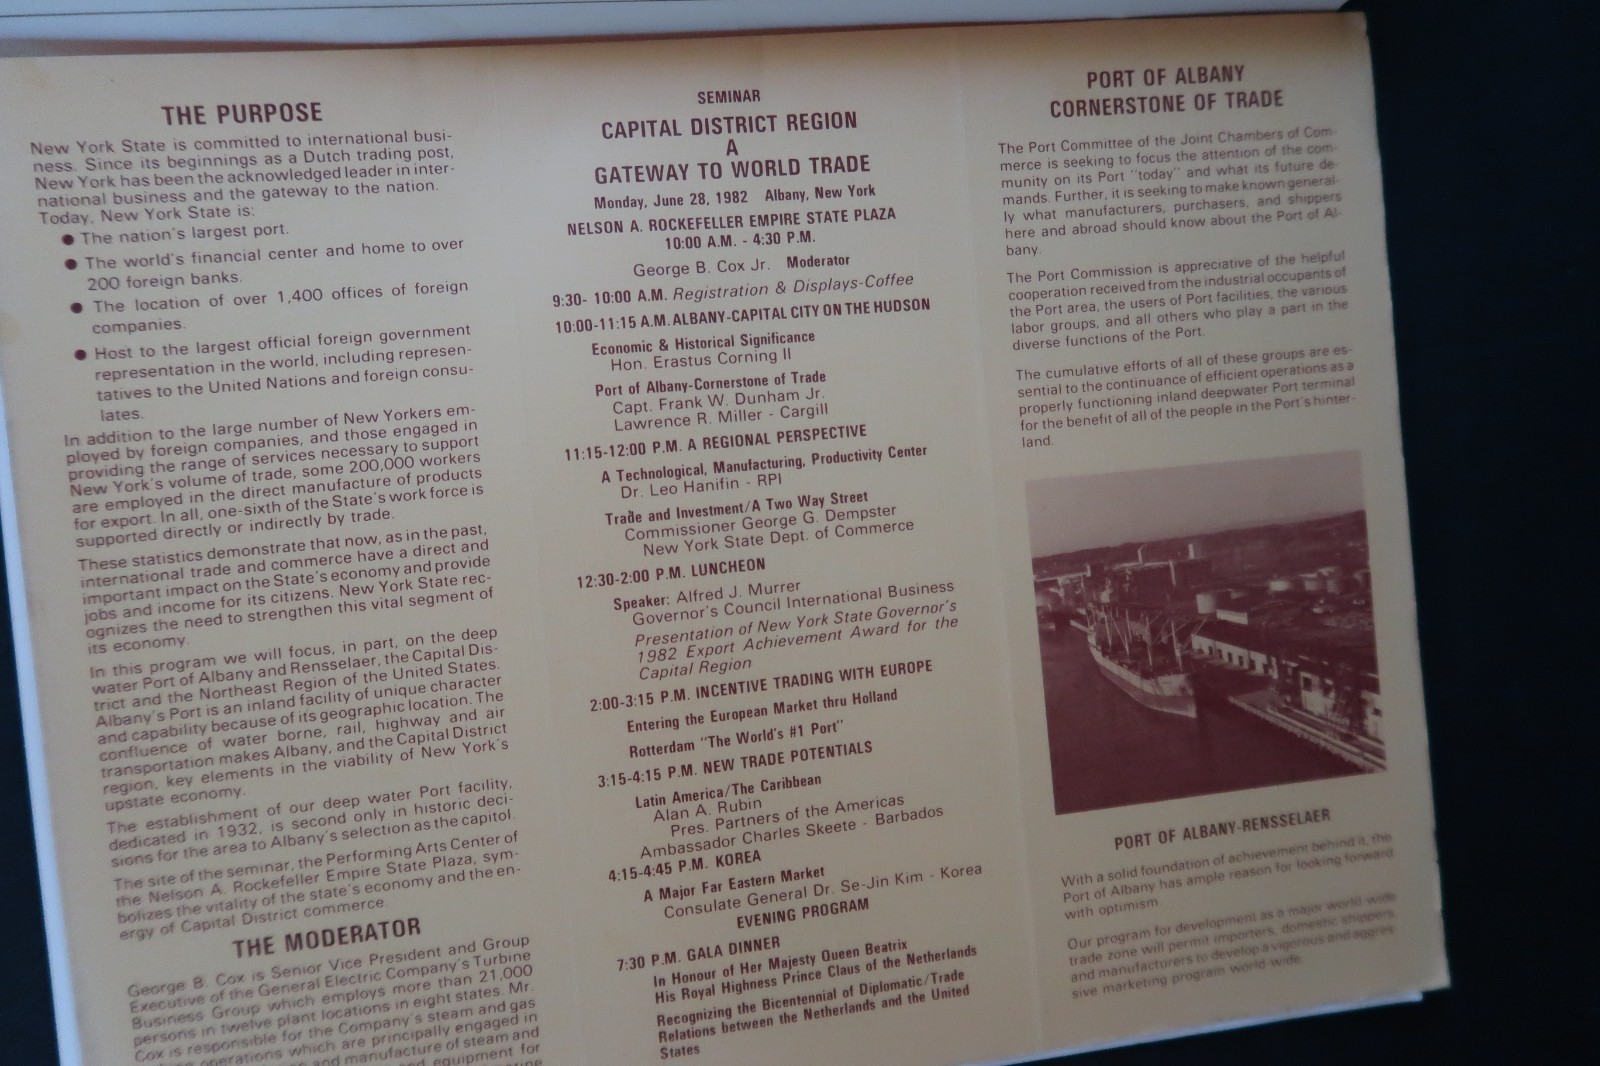 THE PURPOSE
New York State is committed to international busi-
ness. Since its beginnings as a Dutch trading post,
New York has been the acknowledged leader in inter-
national business and the gateway to the nation.
Today, New York State is:
● The nation's largest port.
● The world's financial center and home to over
200 foreign banks.
● The location of over 1,400 offices of foreign
companies.
● Host to the largest official foreign government
representation in the world, including represen-
tatives to the United Nations and foreign consu-
lates.
In addition to the large number of New Yorkers em-
ployed by foreign companies, and those engaged in
providing the range of services necessary to support
New York's volume of trade, some 200,000 workers
are employed in the direct manufacture of products
for export. In all, one-sixth of the State's work force is
supported directly or indirectly by trade.
These statistics demonstrate that now, as in the past,
international trade and commerce have a direct and
important impact on the State's economy and provide
jobs and income for its citizens. New York State rec-
ognizes the need to strengthen this vital segment of
its economy.
In this program we will focus, in part, on the deep
water Port of Albany and Rensselaer, the Capital Dis-
trict and the Northeast Region of the United States.
Albany's Port is an inland facility of unique character
and capability because of its geographic location. The
confluence of water borne, rail, highway and air
transportation makes Albany, and the Capital District
region, key elements in the viability of New York's
upstate economy.
The establishment of our deep water Port facility,
dedicated in 1932, is second only in historic deci-
sions for the area to Albany's selection as the capitol.
The site of the seminar, the Performing Arts Center of
the Nelson A. Rockefeller Empire State Plaza, sym-
bolizes the vitality of the state's economy and the en-
ergy of Capital District commerce.
THE MODERATOR
George B. Cox is Senior Vice President and Group
Executive of the General Electric Company's Turbine
Business Group which employs more than 21,000
persons in twelve plant locations in eight states. Mr.
Cox is responsible for the Company's steam and gas
operations which are principally engaged in
and manufacture of steam and
equipment for
SEMINAR
CAPITAL DISTRICT REGION
A
GATEWAY TO WORLD TRADE
Monday, June 28, 1982 Albany, New York
NELSON A. ROCKEFELLER EMPIRE STATE PLAZA
10:00 A.M. - 4:30 P.M.
George B. Cox Jr. Moderator
9:30- 10:00 A.M. Registration & Displays-Coffee
10:00-11:15 A.M. ALBANY-CAPITAL CITY ON THE HUDSON
Economic & Historical Significance
Hon. Erastus Corning II
Port of Albany-Cornerstone of Trade
Capt. Frank W. Dunham Jr.
Lawrence R. Miller - Cargill
11:15-12:00 P.M. A REGIONAL PERSPECTIVE
A Technological, Manufacturing, Productivity Center
Dr. Leo Hanifin - RPI
Trade and Investment/A Two Way Street
Commissioner George G. Dempster
New York State Dept. of Commerce
12:30-2:00 P.M. LUNCHEON
Speaker: Alfred J. Murrer
Governor's Council International Business
Presentation of New York State Governor's
1982 Export Achievement Award for the
Capital Region
2:00-3:15 P.M. INCENTIVE TRADING WITH EUROPE
Entering the European Market thru Holland
Rotterdam "The World's #1 Port"
3:15-4:15 P.M. NEW TRADE POTENTIALS
Latin America/The Caribbean
Alan A. Rubin
Pres. Partners of the Americas
Ambassador Charles Skeete - Barbados
4:15-4:45 P.M. KOREA
A Major Far Eastern Market
Consulate General Dr. Se-Jin Kim - Korea
EVENING PROGRAM
7:30 P.M. GALA DINNER
In Honour of Her Majesty Queen Beatrix
His Royal Highness Prince Claus of the Netherlands
Recognizing the Bicentennial of Diplomatic/Trade
Relations between the Netherlands and the United
States
PORT OF ALBANY
CORNERSTONE OF TRADE
The Port Committee of the Joint Chambers of Com-
merce is seeking to focus the attention of the com-
munity on its Port "today" and what its future de-
mands. Further, it is seeking to make known general-
ly what manufacturers, purchasers, and shippers
here and abroad should know about the Port of Al-
bany.
The Port Commission is appreciative of the helpful
cooperation received from the industrial occupants of
the Port area, the users of Port facilities, the various
labor groups, and all others who play a part in the
diverse functions of the Port.
The cumulative efforts of all of these groups are es-
sential to the continuance of efficient operations as a
properly functioning inland deepwater Port terminal
for the benefit of all of the people in the Port's hinter-
land.
PORT OF ALBANY-RENSSELAER
With a solid foundation of achievement behind it, the
Port of Albany has ample reason for looking forward
with optimism.
Our program for development as a major world-wide
trade zone will permit importers, domestic shippers,
and manufacturers to develop a vigorous and aggres-
sive marketing program world-wide.